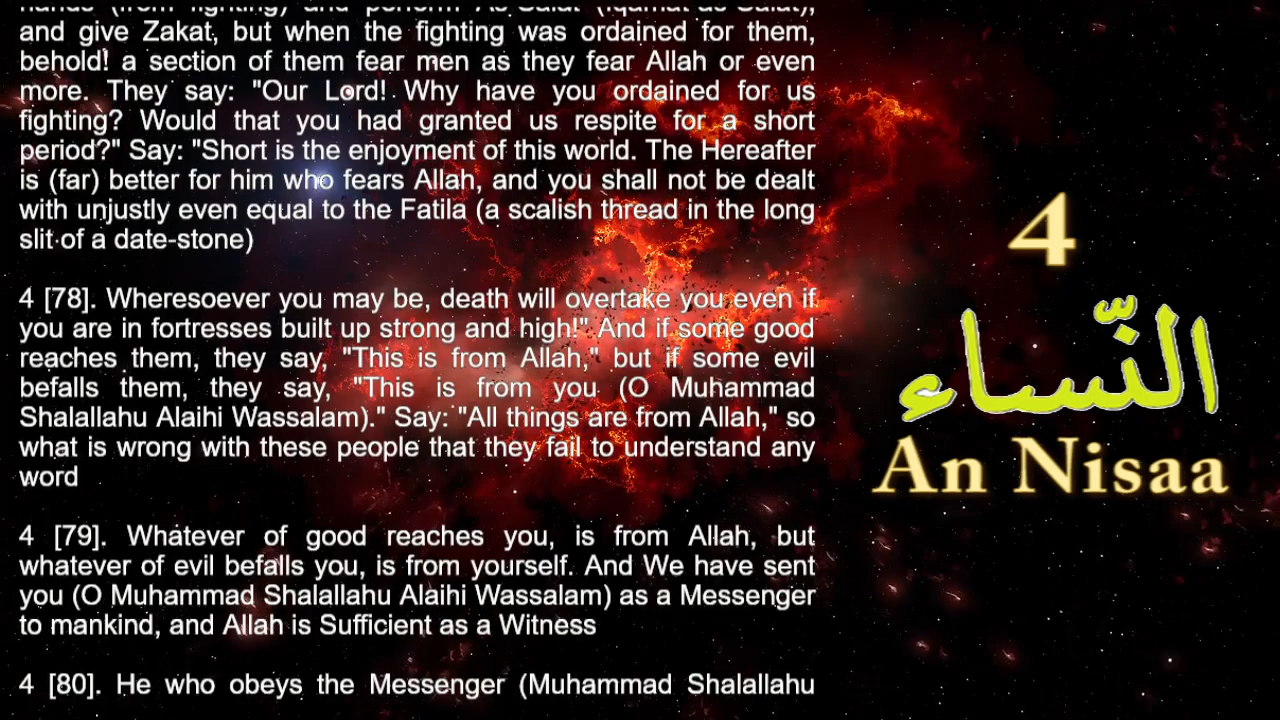 hands (from fighting) and perform As-Salat (Iqamat-as-Salat),
and give Zakat, but when the fighting was ordained for them,
behold! a section of them fear men as they fear Allah or even
more. They say: "Our Lord! Why have you ordained for us
fighting? Would that you had granted us respite for a short
period?" Say: "Short is the enjoyment of this world. The Hereafter
is (far) better for him who fears Allah, and you shall not be dealt
with unjustly even equal to the Fatila (a scalish thread in the long
slit of a date-stone)
4 [78]. Wheresoever you may be, death will overtake you even if
you are in fortresses built up strong and high!" And if some good
reaches them, they say, "This is from Allah," but if some evil
befalls them, they say, "This is from you (O Muhammad
Shalallahu Alaihi Wassalam)." Say: "All things are from Allah," so
what is wrong with these people that they fail to understand any
word
4 [79]. Whatever of good reaches you, is from Allah, but
whatever of evil befalls you, is from yourself. And We have sent
you (O Muhammad Shalallahu Alaihi Wassalam) as a Messenger
to mankind, and Allah is Sufficient as a Witness
4 [80]. He who obeys the Messenger (Muhammad Shalallahu
4
النّساء
An Nisaa